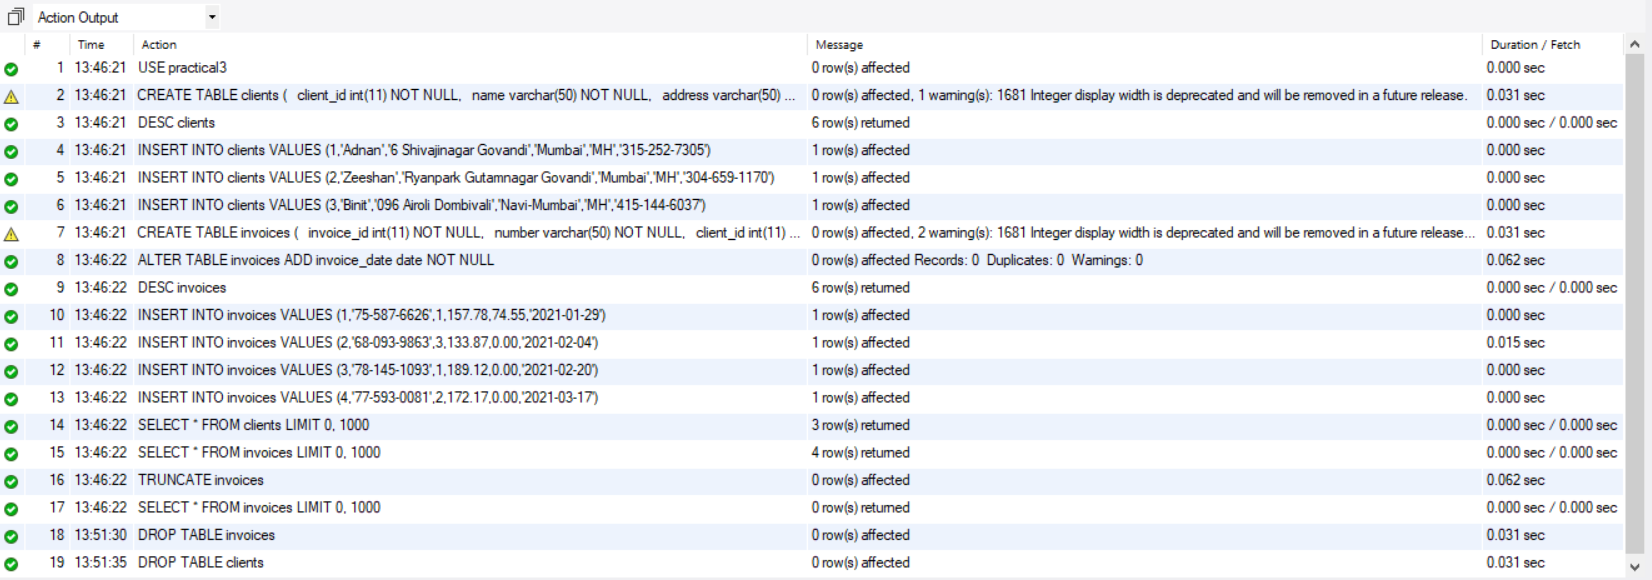 Action Output
# Time Action Message Duration / Fetch
1 13:46:21 USE practical3 0 row(s) affected 0.000 sec
2 13:46:21 CREATE TABLE clients ( client_id int(11) NOT NULL, name varchar(50) NOT NULL, address varchar(50) ... 0 row(s) affected, 1 warning(s): 1681 Integer display width is deprecated and will be removed in a future release. 0.031 sec
3 13:46:21 DESC clients 6 row(s) returned 0.000 sec / 0.000 sec
4 13:46:21 INSERT INTO clients VALUES (1,'Adnan','6 Shivajinagar Govandi','Mumbai','MH','315-252-7305') 1 row(s) affected 0.000 sec
5 13:46:21 INSERT INTO clients VALUES (2,'Zeeshan','Ryanpark Gutamnagar Govandi','Mumbai','MH','304-659-1170') 1 row(s) affected 0.000 sec
6 13:46:21 INSERT INTO clients VALUES (3,'Binit','096 Airoli Dombivali','Navi-Mumbai','MH','415-144-6037') 1 row(s) affected 0.000 sec
7 13:46:21 CREATE TABLE invoices ( invoice_id int(11) NOT NULL, number varchar(50) NOT NULL, client_id int(11) ... 0 row(s) affected, 2 warning(s): 1681 Integer display width is deprecated and will be removed in a future release... 0.031 sec
8 13:46:22 ALTER TABLE invoices ADD invoice_date date NOT NULL 0 row(s) affected Records: 0 Duplicates: 0 Warnings: 0 0.062 sec
9 13:46:22 DESC invoices 6 row(s) returned 0.000 sec / 0.000 sec
10 13:46:22 INSERT INTO invoices VALUES (1,'75-587-6626',1,157.78,74.55,'2021-01-29') 1 row(s) affected 0.000 sec
11 13:46:22 INSERT INTO invoices VALUES (2,'68-093-9863',3,133.87,0.00,'2021-02-04') 1 row(s) affected 0.015 sec
12 13:46:22 INSERT INTO invoices VALUES (3,'78-145-1093',1,189.12,0.00,'2021-02-20') 1 row(s) affected 0.000 sec
13 13:46:22 INSERT INTO invoices VALUES (4,'77-593-0081',2,172.17,0.00,'2021-03-17') 1 row(s) affected 0.000 sec
14 13:46:22 SELECT * FROM clients LIMIT 0, 1000 3 row(s) returned 0.000 sec / 0.000 sec
15 13:46:22 SELECT * FROM invoices LIMIT 0, 1000 4 row(s) returned 0.000 sec / 0.000 sec
16 13:46:22 TRUNCATE invoices 0 row(s) affected 0.062 sec
17 13:46:22 SELECT * FROM invoices LIMIT 0, 1000 0 row(s) returned 0.000 sec / 0.000 sec
18 13:51:30 DROP TABLE invoices 0 row(s) affected 0.031 sec
19 13:51:35 DROP TABLE clients 0 row(s) affected 0.031 sec